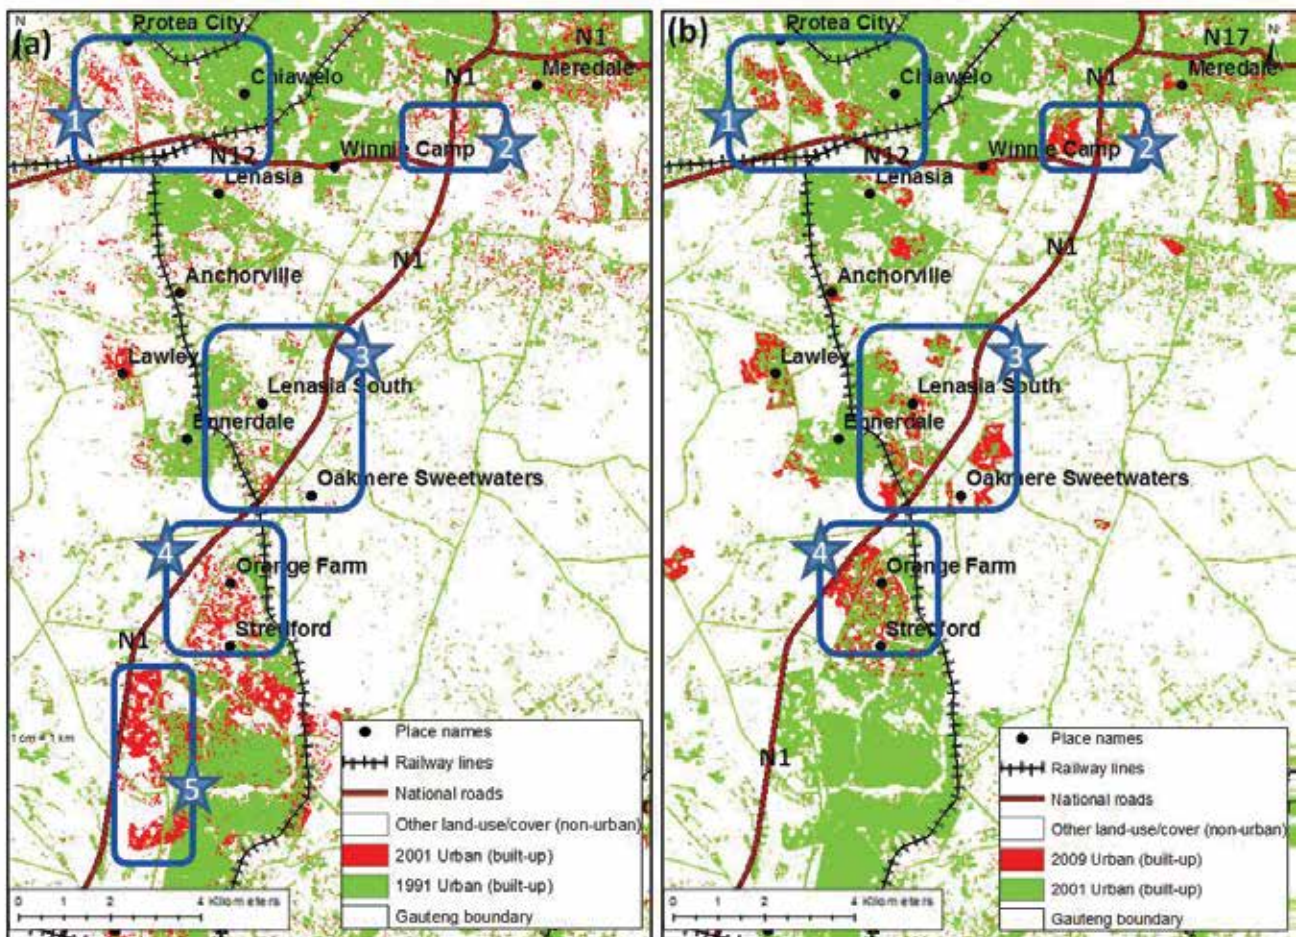 N
(a)
Protea City
N1
Chiawelo
N1
Meredale
1
2
N12
Winnie Camp
Lenasia
N1
Anchorville
3
Lawley
Lenasia South
Ennerdale
Oakmere Sweetwaters
4
Orange Farm
Stretford
N1
5
1 cm = 1 km
Place names
Railway lines
National roads
Other land-use/cover (non-urban)
2001 Urban (built-up)
1991 Urban (built-up)
Gauteng boundary
0 2 4 Kilometers
(b)
Protea City
N17
N
Chiawelo
N1
Meredale
1
2
N12
Winnie Camp
Lenasia
N1
Anchorville
3
Lawley
Lenasia South
Ennerdale
Oakmere Sweetwaters
4
Orange Farm
Stretford
N1
Place names
Railway lines
National roads
Other land-use/cover (non-urban)
2009 Urban (built-up)
2001 Urban (built-up)
Gauteng boundary
0 2 4 Kilometers